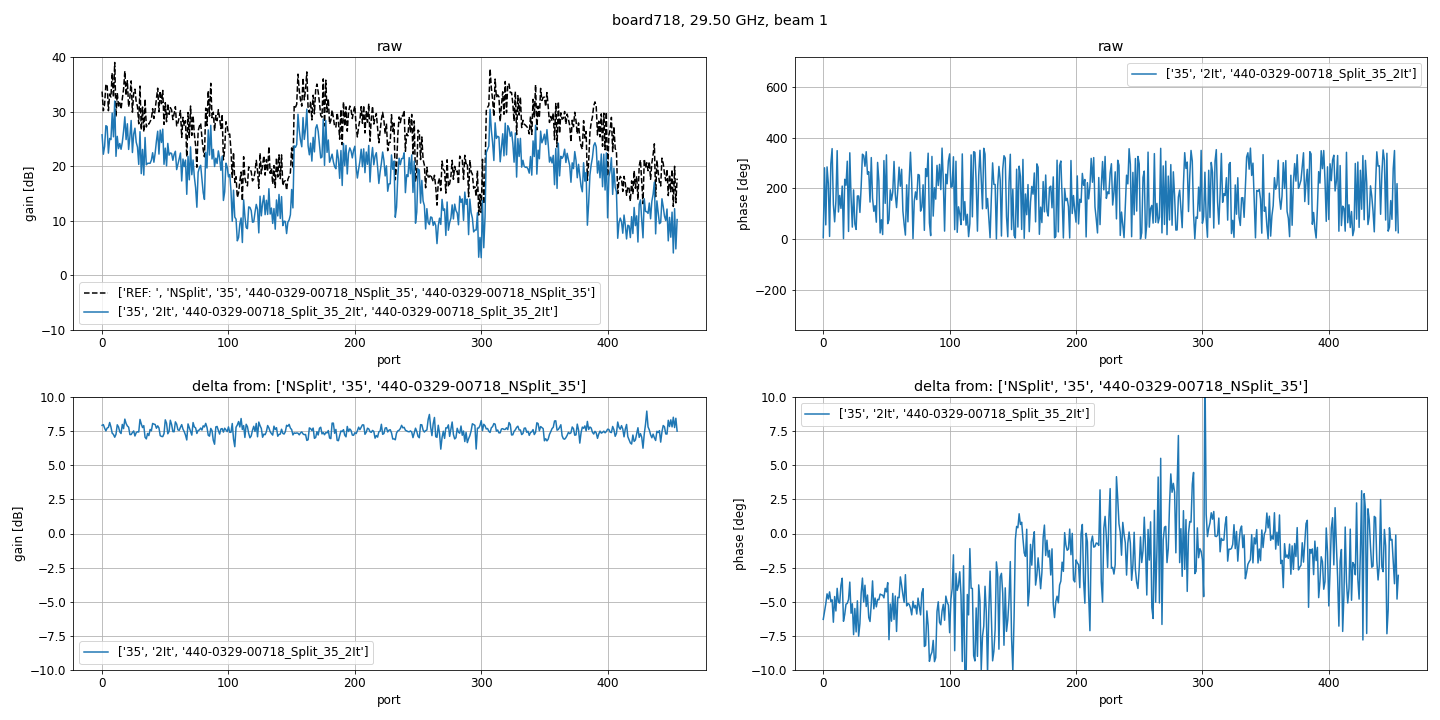 board718, 29.50 GHz, beam 1
raw
40
30
20
10
0
−10
gain [dB]
0
100
200
300
400
port
['REF: ', 'NSplit', '35', '440-0329-00718_NSplit_35', '440-0329-00718_NSplit_35']
['35', '2It', '440-0329-00718_Split_35_2It', '440-0329-00718_Split_35_2It']
raw
600
400
200
0
−200
phase [deg]
0
100
200
300
400
port
['35', '2It', '440-0329-00718_Split_35_2It']
delta from: ['NSplit', '35', '440-0329-00718_NSplit_35']
10.0
7.5
5.0
2.5
0.0
−2.5
−5.0
−7.5
−10.0
gain [dB]
0
100
200
300
400
port
['35', '2It', '440-0329-00718_Split_35_2It']
delta from: ['NSplit', '35', '440-0329-00718_NSplit_35']
10.0
7.5
5.0
2.5
0.0
−2.5
−5.0
−7.5
−10.0
phase [deg]
0
100
200
300
400
port
['35', '2It', '440-0329-00718_Split_35_2It']